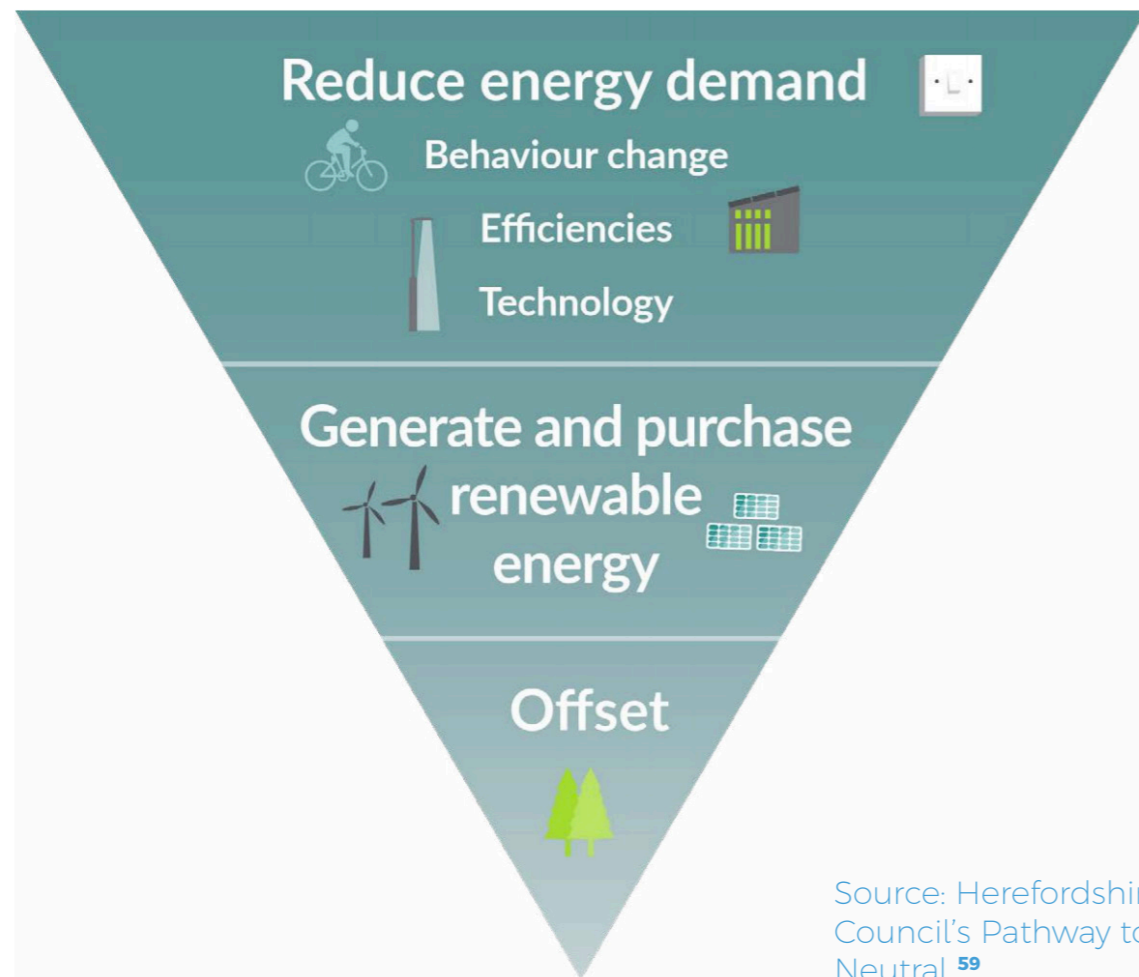 Reduce energy demand
Behaviour change
Efficiencies
Technology
Generate and purchase
renewable
energy
Offset
Source: Herefordshir
Council's Pathway to
Neutral 59